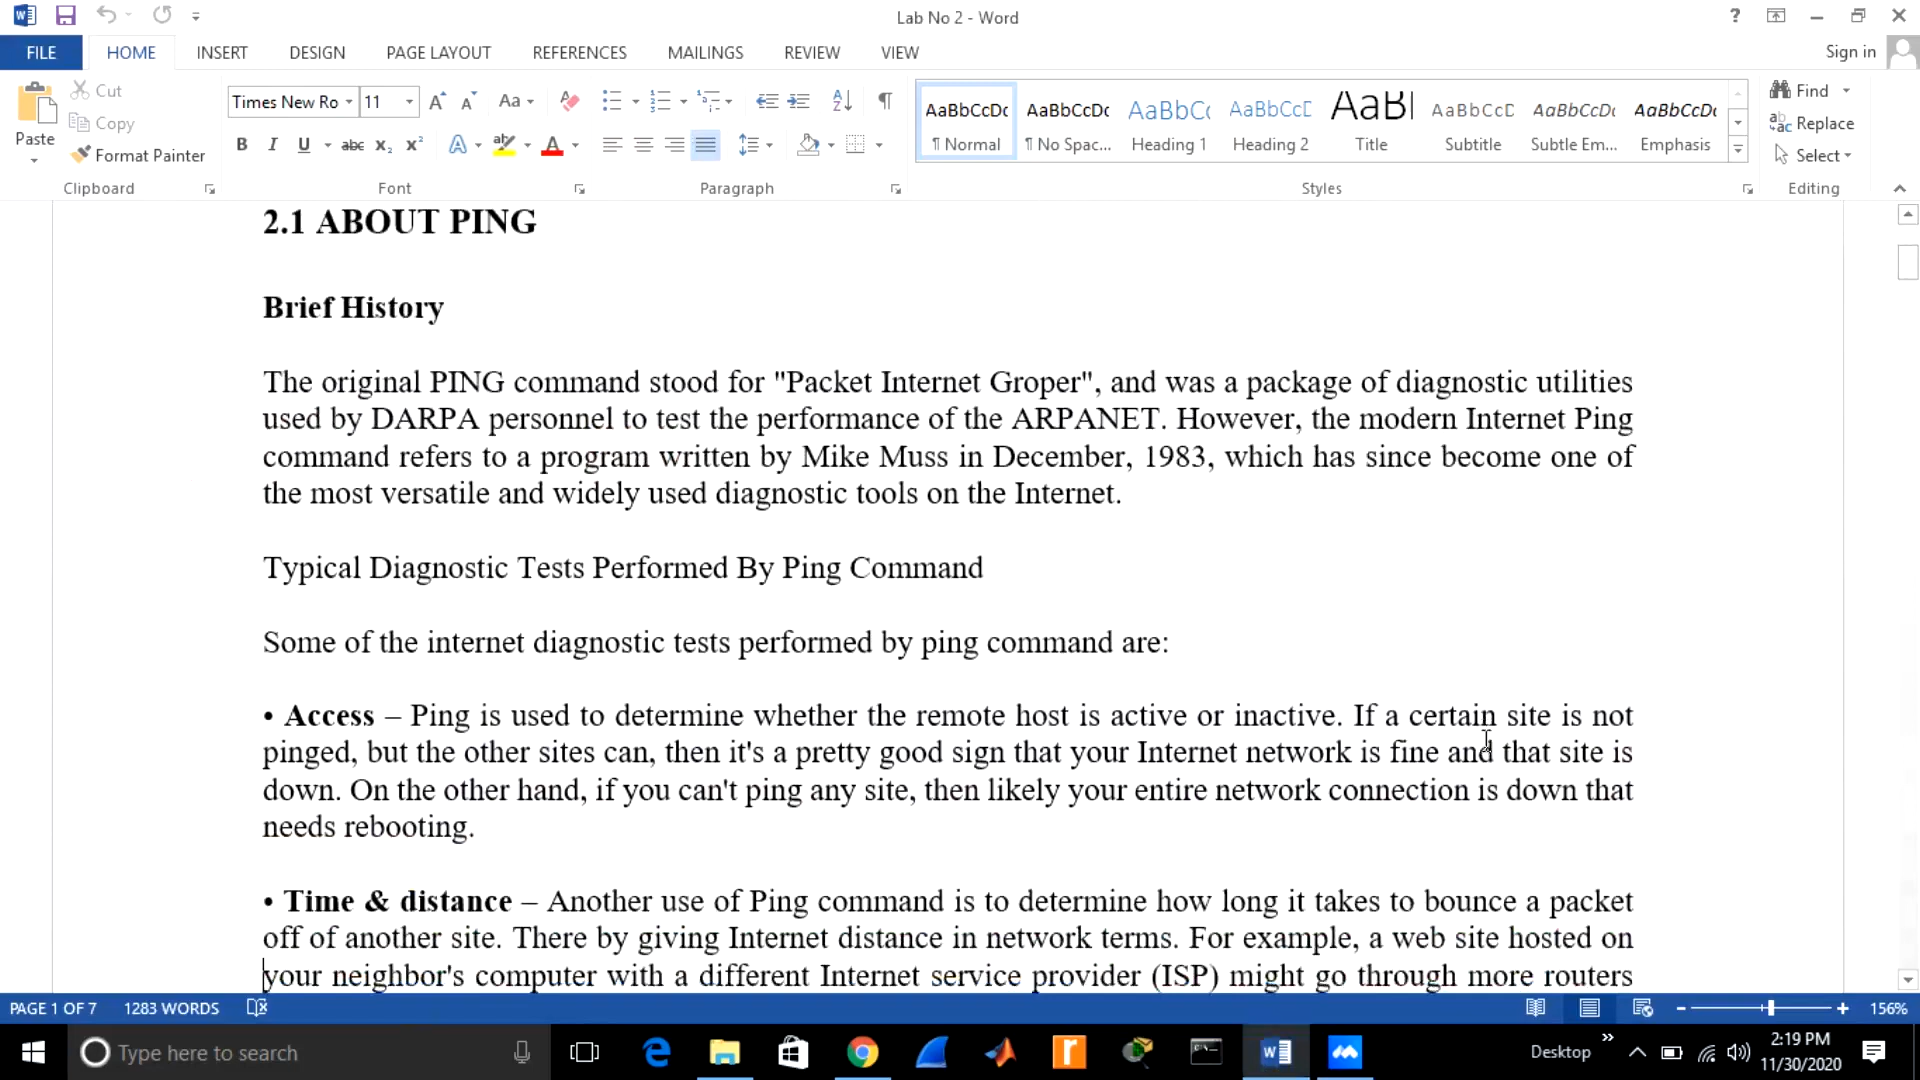 Lab No 2 - Word
?
FILE HOME INSERT DESIGN PAGE LAYOUT REFERENCES MAILINGS REVIEW VIEW Sign in
Paste
Cut
Copy
Format Painter
Clipboard
Times New Ro 11
Aa
B I U abc x₂ x²
Font
Paragraph
AaBbCcDc AaBbCcDc AaBbCc AaBbCcD AaBl AaBbCcD AaBbCcDc AaBbCcDc
¶ Normal ¶ No Spac... Heading 1 Heading 2 Title Subtitle Subtle Em... Emphasis
Styles
Find
Replace
Select
Editing
2.1 ABOUT PING
Brief History
The original PING command stood for "Packet Internet Groper", and was a package of diagnostic utilities
used by DARPA personnel to test the performance of the ARPANET. However, the modern Internet Ping
command refers to a program written by Mike Muss in December, 1983, which has since become one of
the most versatile and widely used diagnostic tools on the Internet.
Typical Diagnostic Tests Performed By Ping Command
Some of the internet diagnostic tests performed by ping command are:
• Access – Ping is used to determine whether the remote host is active or inactive. If a certain site is not
pinged, but the other sites can, then it's a pretty good sign that your Internet network is fine and that site is
down. On the other hand, if you can't ping any site, then likely your entire network connection is down that
needs rebooting.
• Time & distance – Another use of Ping command is to determine how long it takes to bounce a packet
off of another site. There by giving Internet distance in network terms. For example, a web site hosted on
your neighbor's computer with a different Internet service provider (ISP) might go through more routers
PAGE 1 OF 7 1283 WORDS 156%
Type here to search
Desktop
2:19 PM
11/30/2020